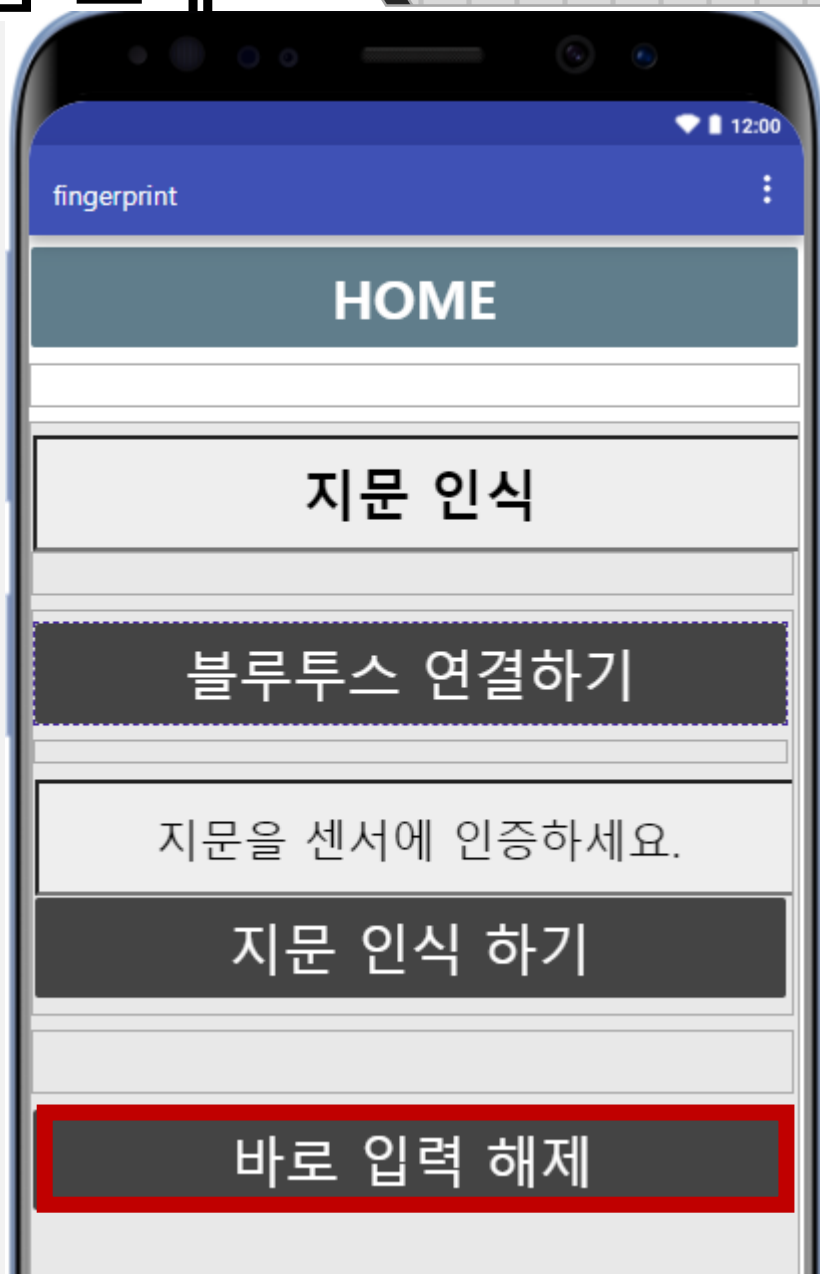 12:00
fingerprint
HOME
지문 인식
블루투스 연결하기
지문을 센서에 인증하세요.
지문 인식 하기
바로 입력 해제